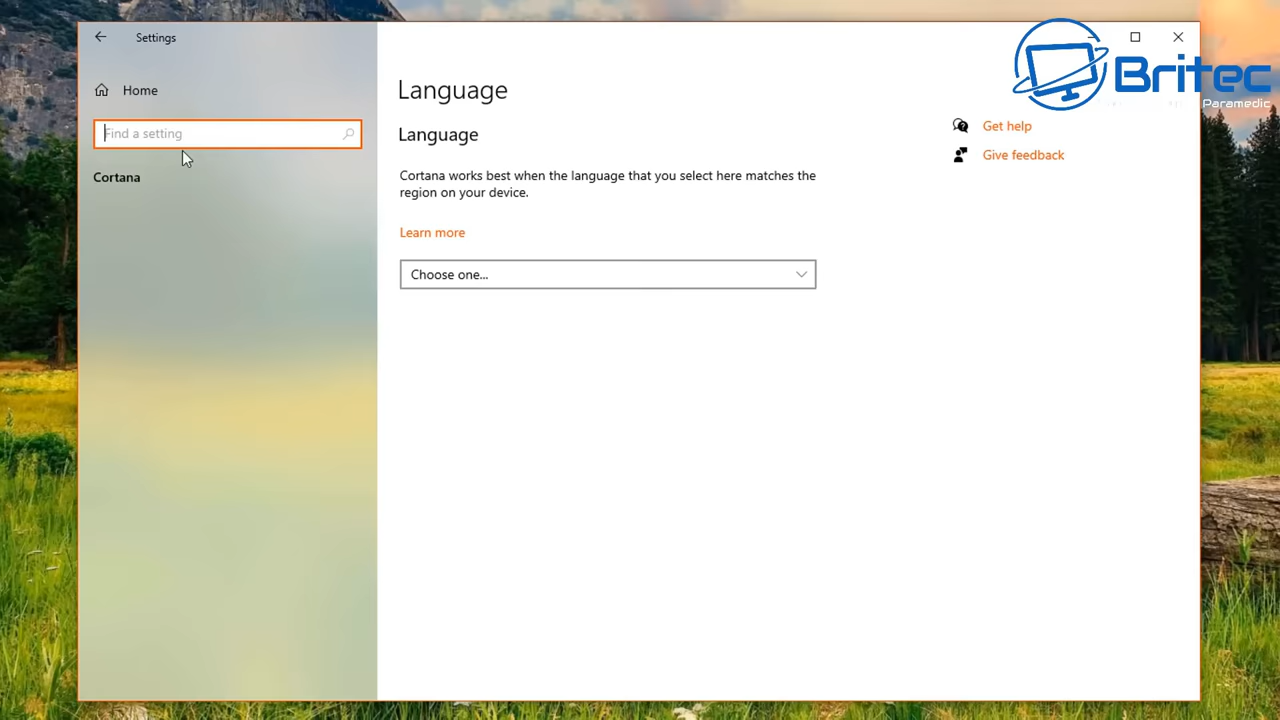 Settings
Britec
Paramedic
Home
Find a setting
Cortana
Language
Language
Cortana works best when the language that you select here matches the
region on your device.
Learn more
Choose one...
Get help
Give feedback